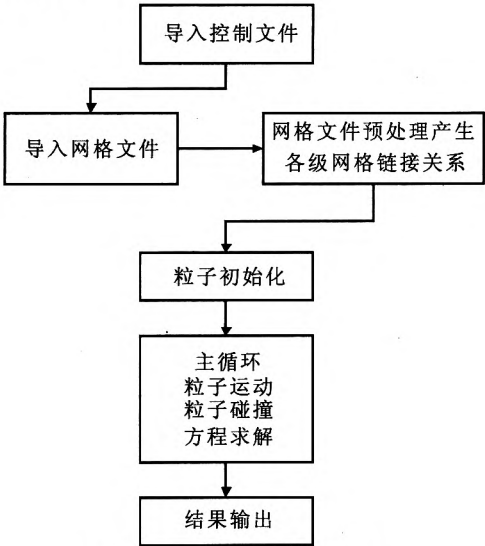 导入控制文件
导入网格文件
网格文件预处理产生
各级网格链接关系
粒子初始化
主循环
粒子运动
粒子碰撞
方程求解
结果输出